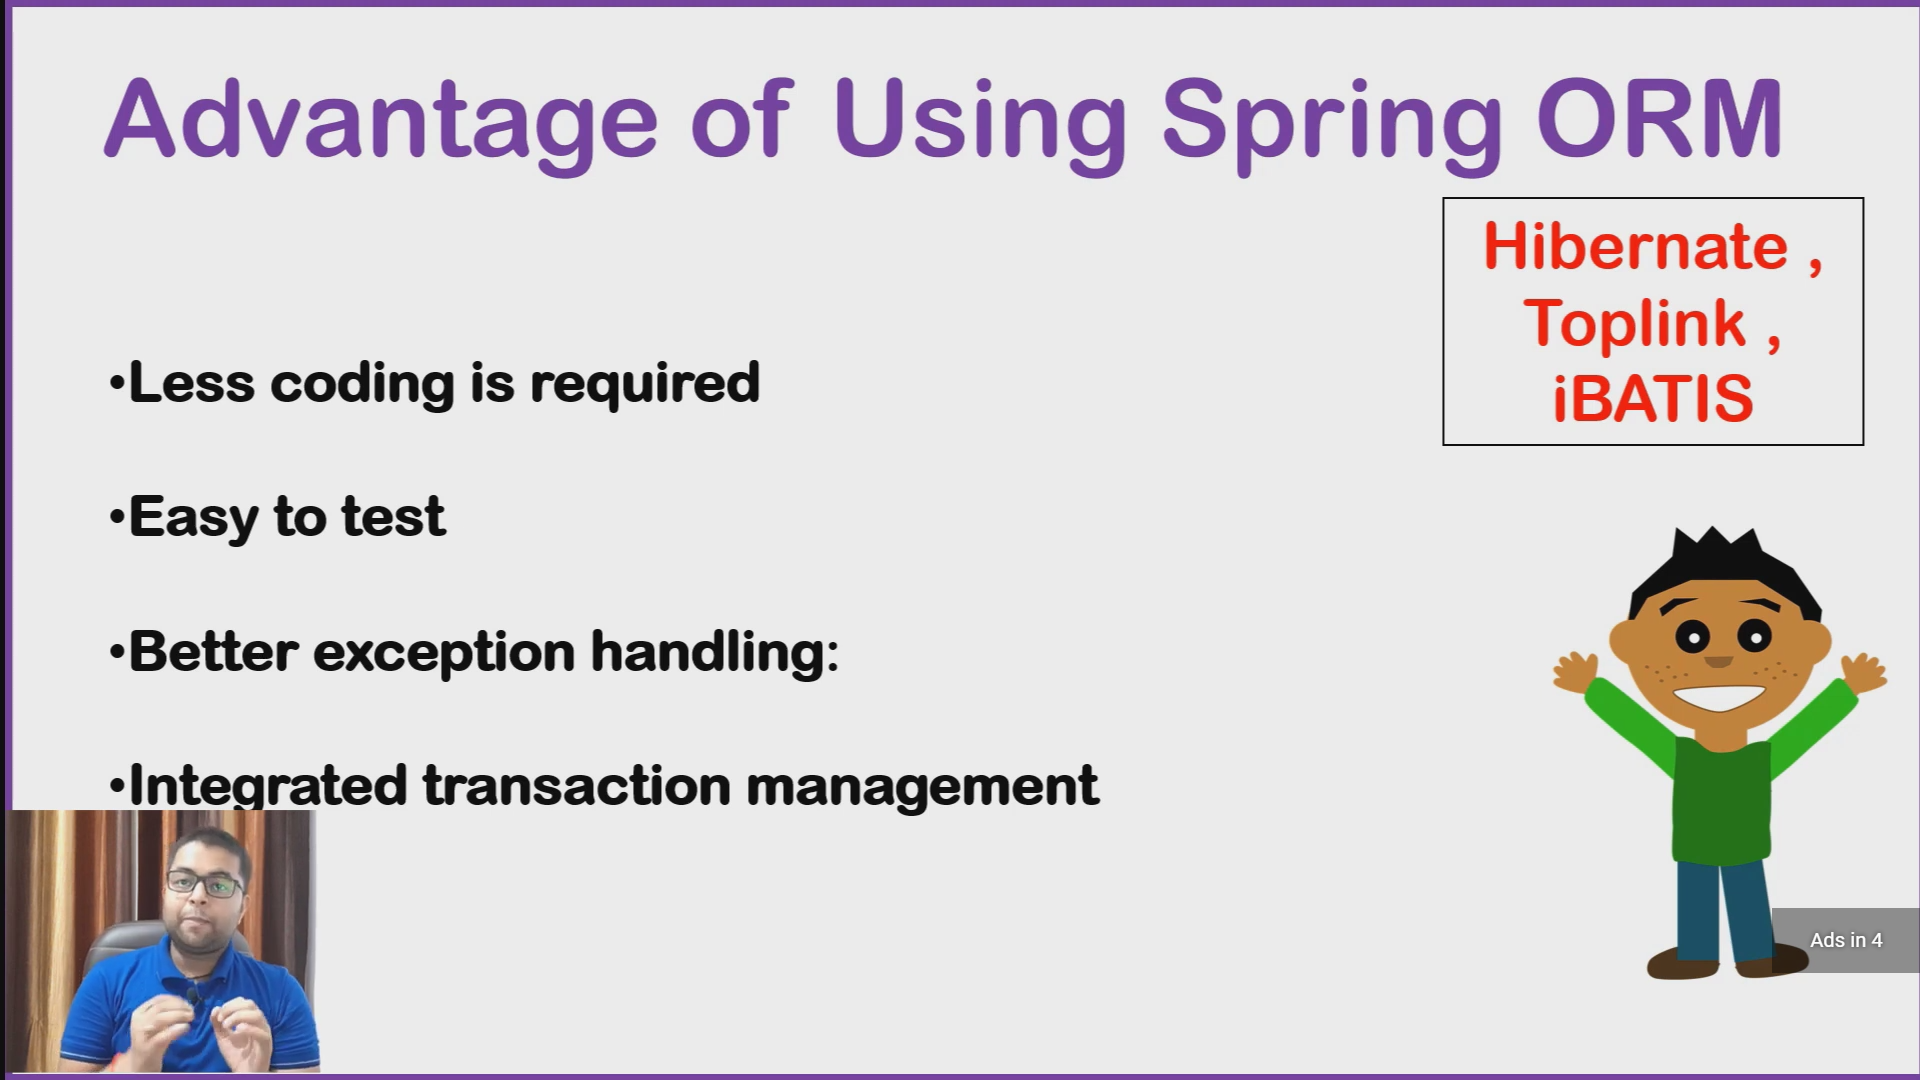 Advantage of Using Spring ORM
Hibernate ,
Toplink ,
iBATIS
•Less coding is required
•Easy to test
•Better exception handling:
•Integrated transaction management
Ads in 4